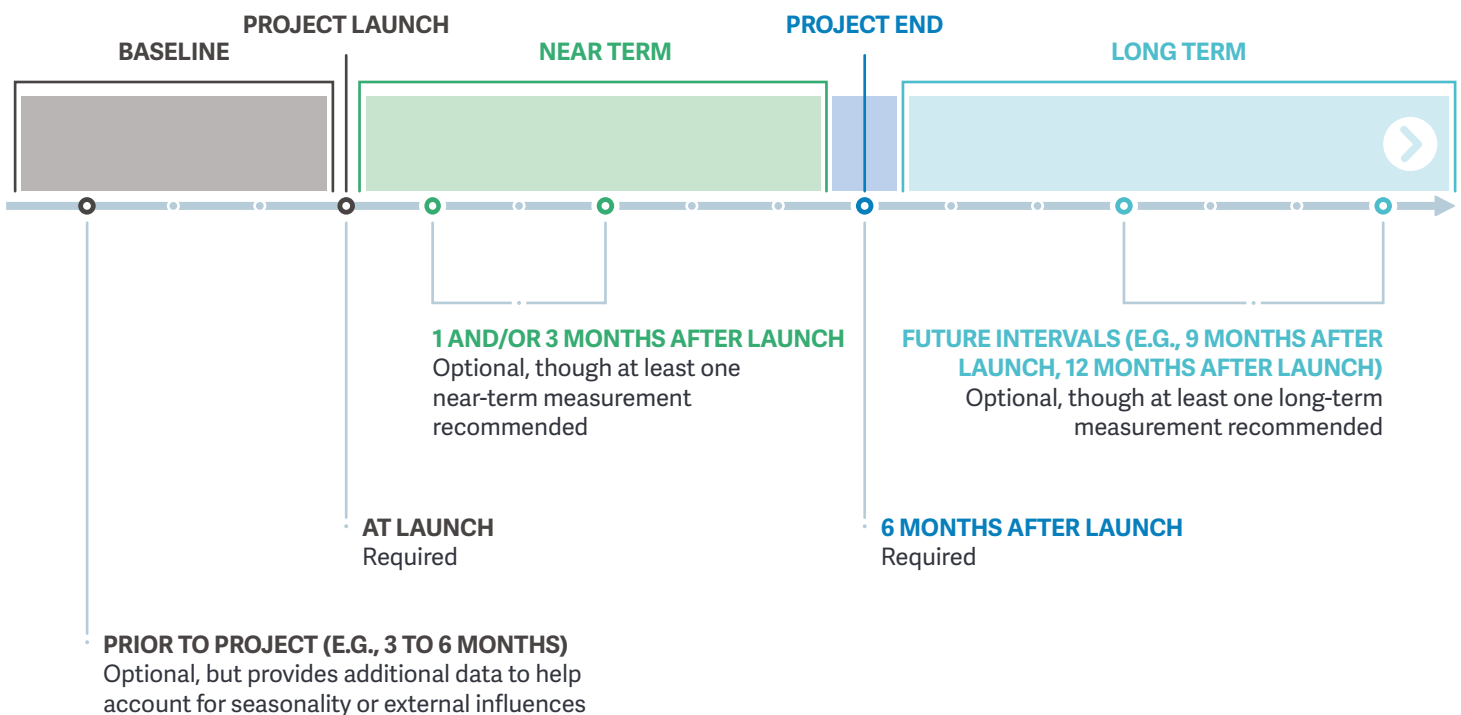 PROJECT LAUNCH
PROJECT END
BASELINE
NEAR TERM
LONG TERM
1 AND/OR 3 MONTHS AFTER LAUNCH
Optional, though at least one
near-term measurement
recommended
FUTURE INTERVALS (E.G., 9 MONTHS AFTER
LAUNCH, 12 MONTHS AFTER LAUNCH)
Optional, though at least one long-term
measurement recommended
AT LAUNCH
Required
6 MONTHS AFTER LAUNCH
Required
PRIOR TO PROJECT (E.G., 3 TO 6 MONTHS)
Optional, but provides additional data to help
account for seasonality or external influences